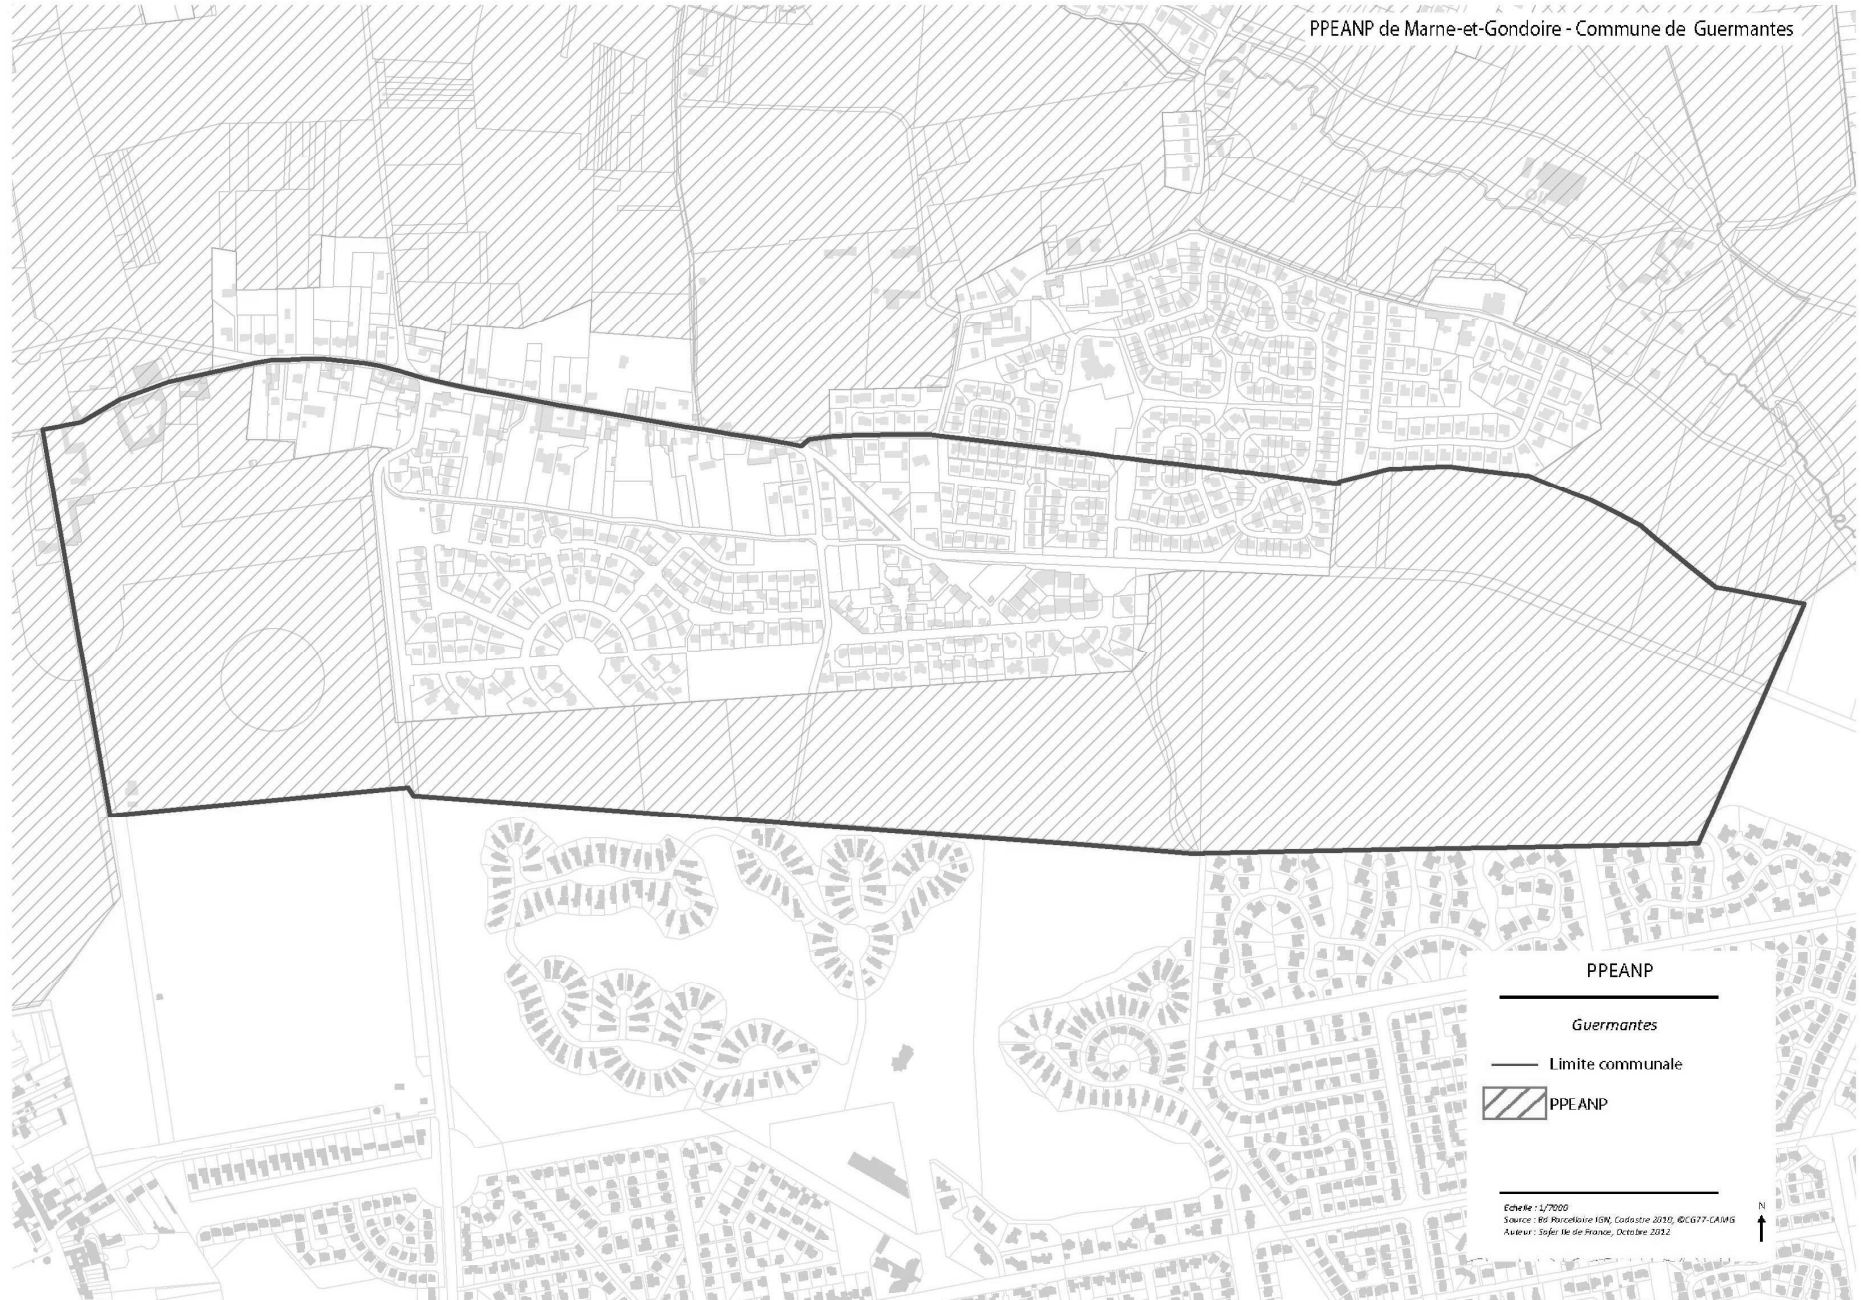 PPEANP de Marne-et-Gondoire - Commune de Guermantes
PPEANP
Guermantes
Limite communale
PPEANP
Echelle : 1/7000
Source : Bd Parcellaire IGN, Cadastre 2010, ©CG77-CAMG
Auteur : Safer Ile de France, Octobre 2012
N